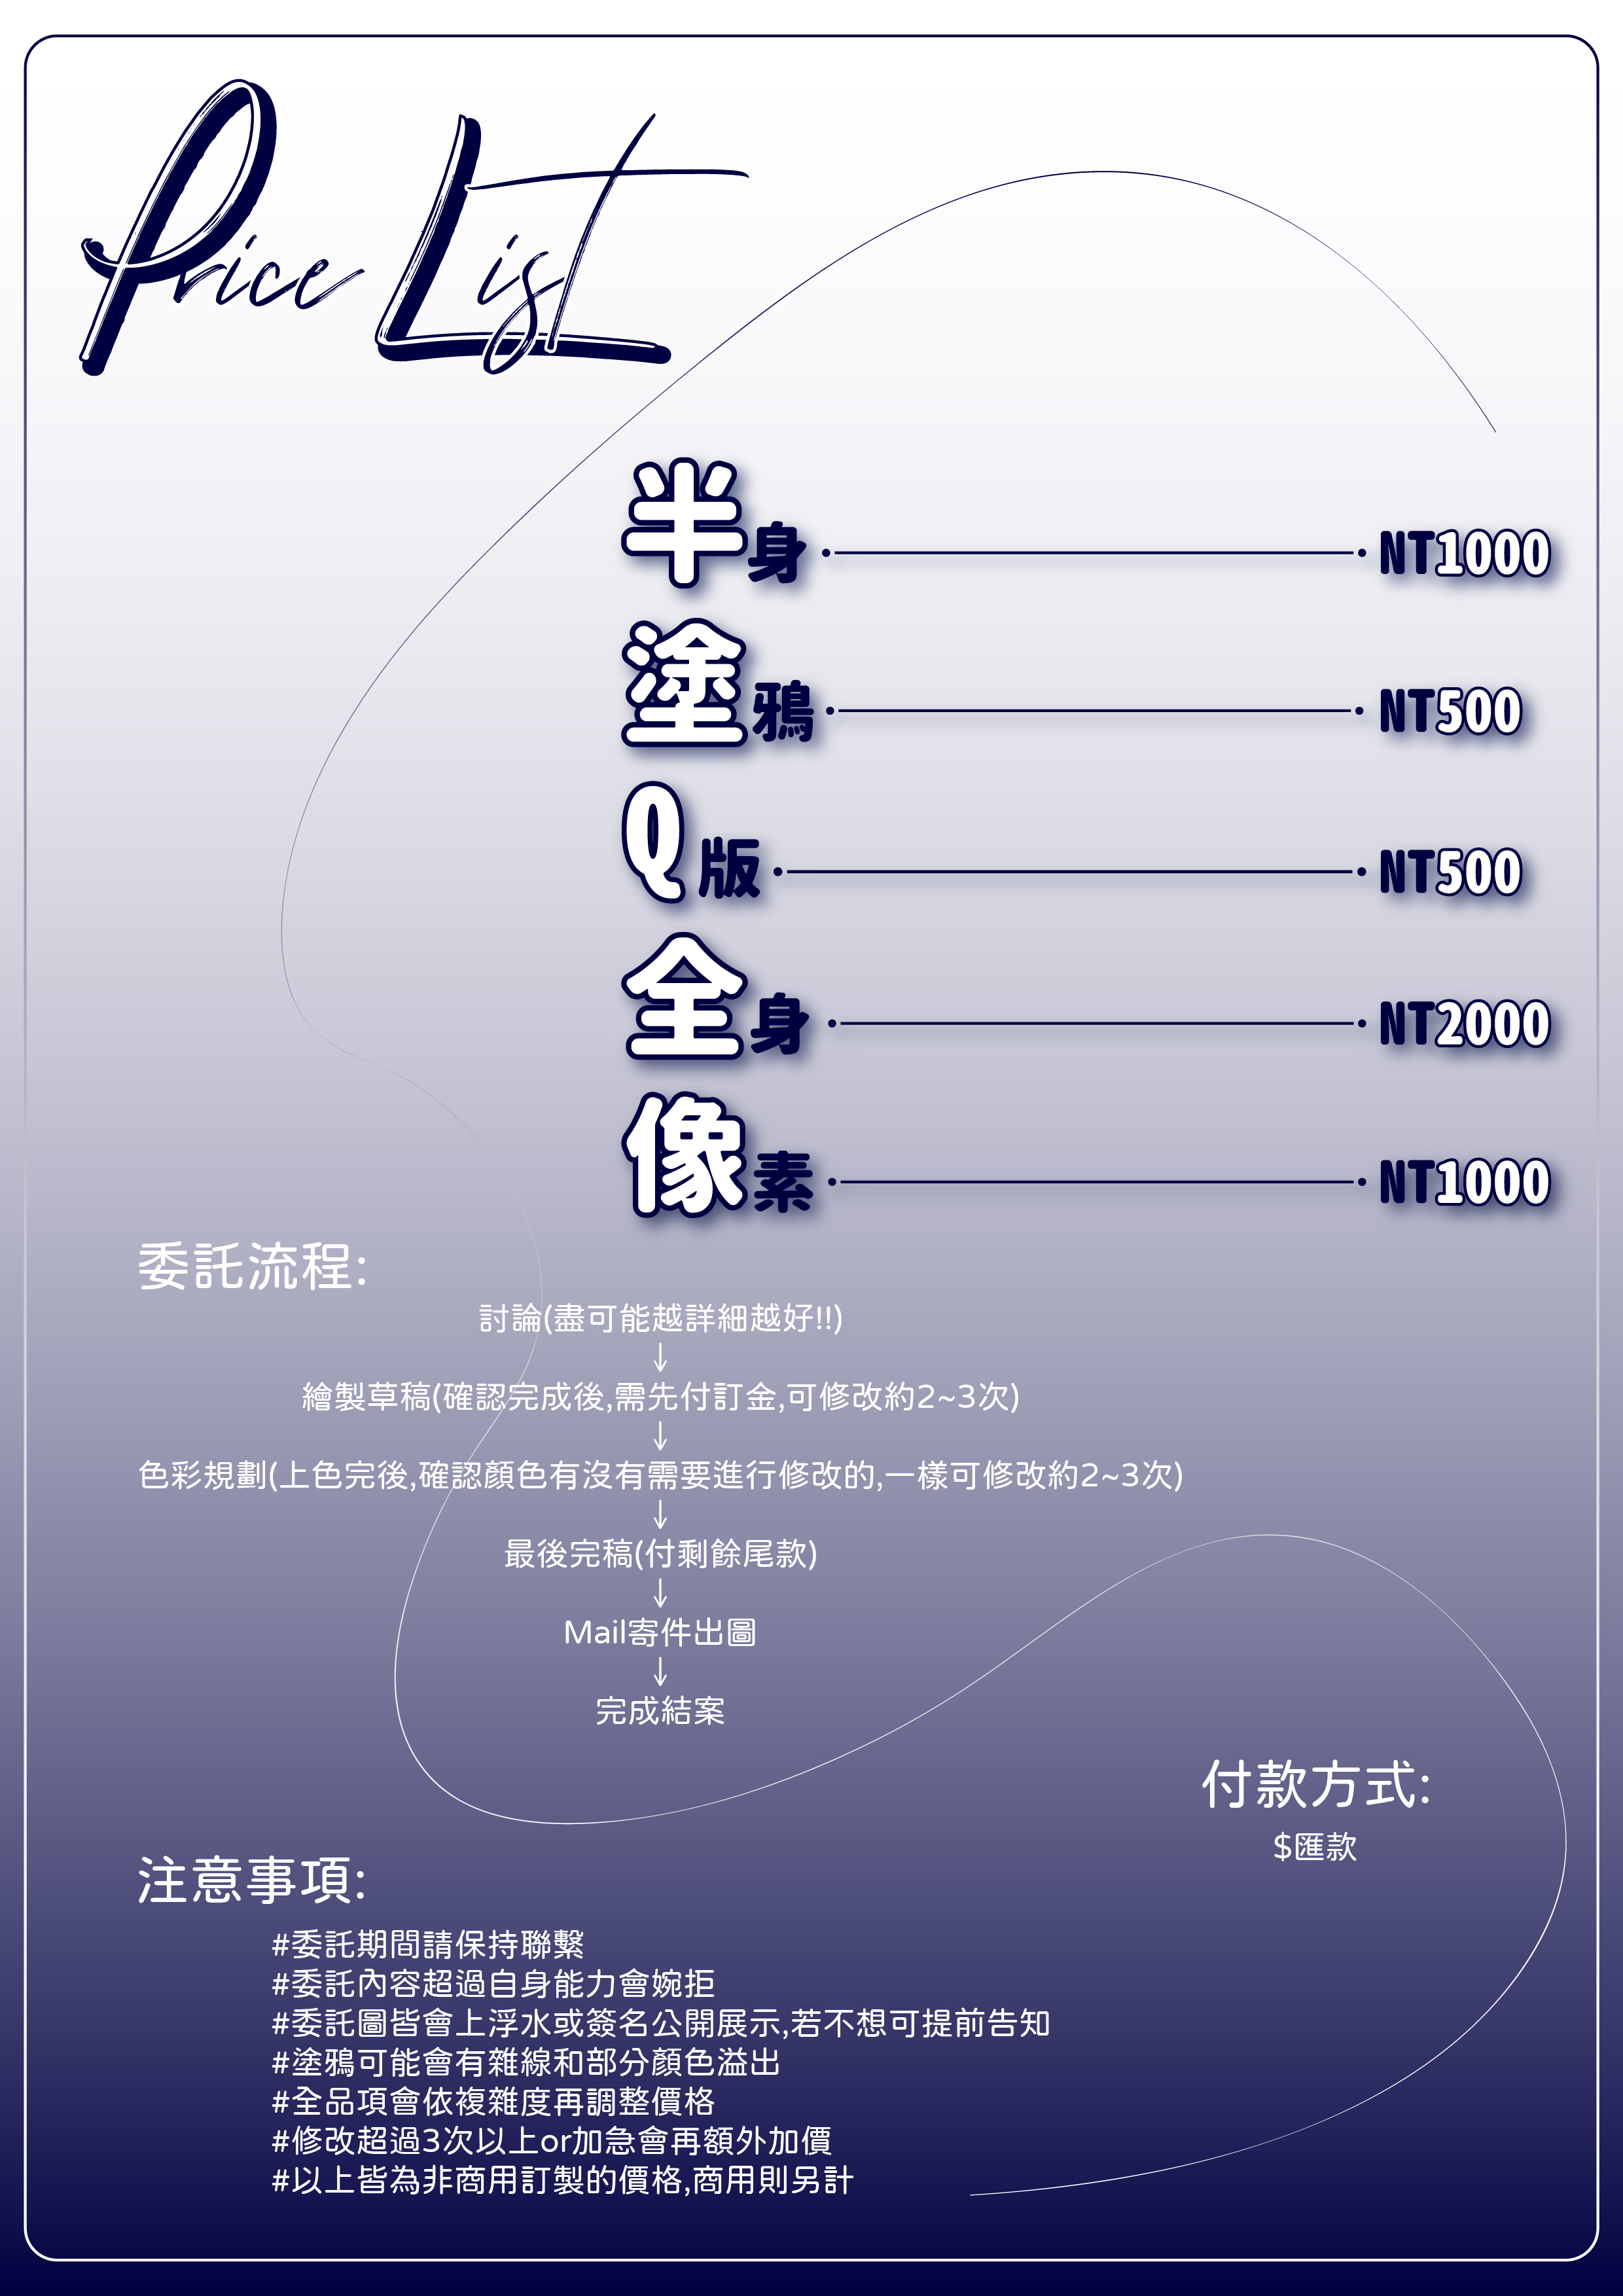 Price List
半身 NT1000
塗鴉 NT500
Q版 NT500
全身 NT2000
像素 NT1000
委託流程:
討論(盡可能越詳細越好!!)
↓
繪製草稿(確認完成後,需先付訂金,可修改約2~3次)
↓
色彩規劃(上色完後,確認顏色有沒有需要進行修改的,一樣可修改約2~3次)
↓
最後完稿(付剩餘尾款)
↓
Mail寄件出圖
↓
完成結案
付款方式:
$匯款
注意事項:
#委託期間請保持聯繫
#委託內容超過自身能力會婉拒
#委託圖皆會上浮水或簽名公開展示,若不想可提前告知
#塗鴉可能會有雜線和部分顏色溢出
#全品項會依複雜度再調整價格
#修改超過3次以上or加急會再額外加價
#以上皆為非商用訂製的價格,商用則另計